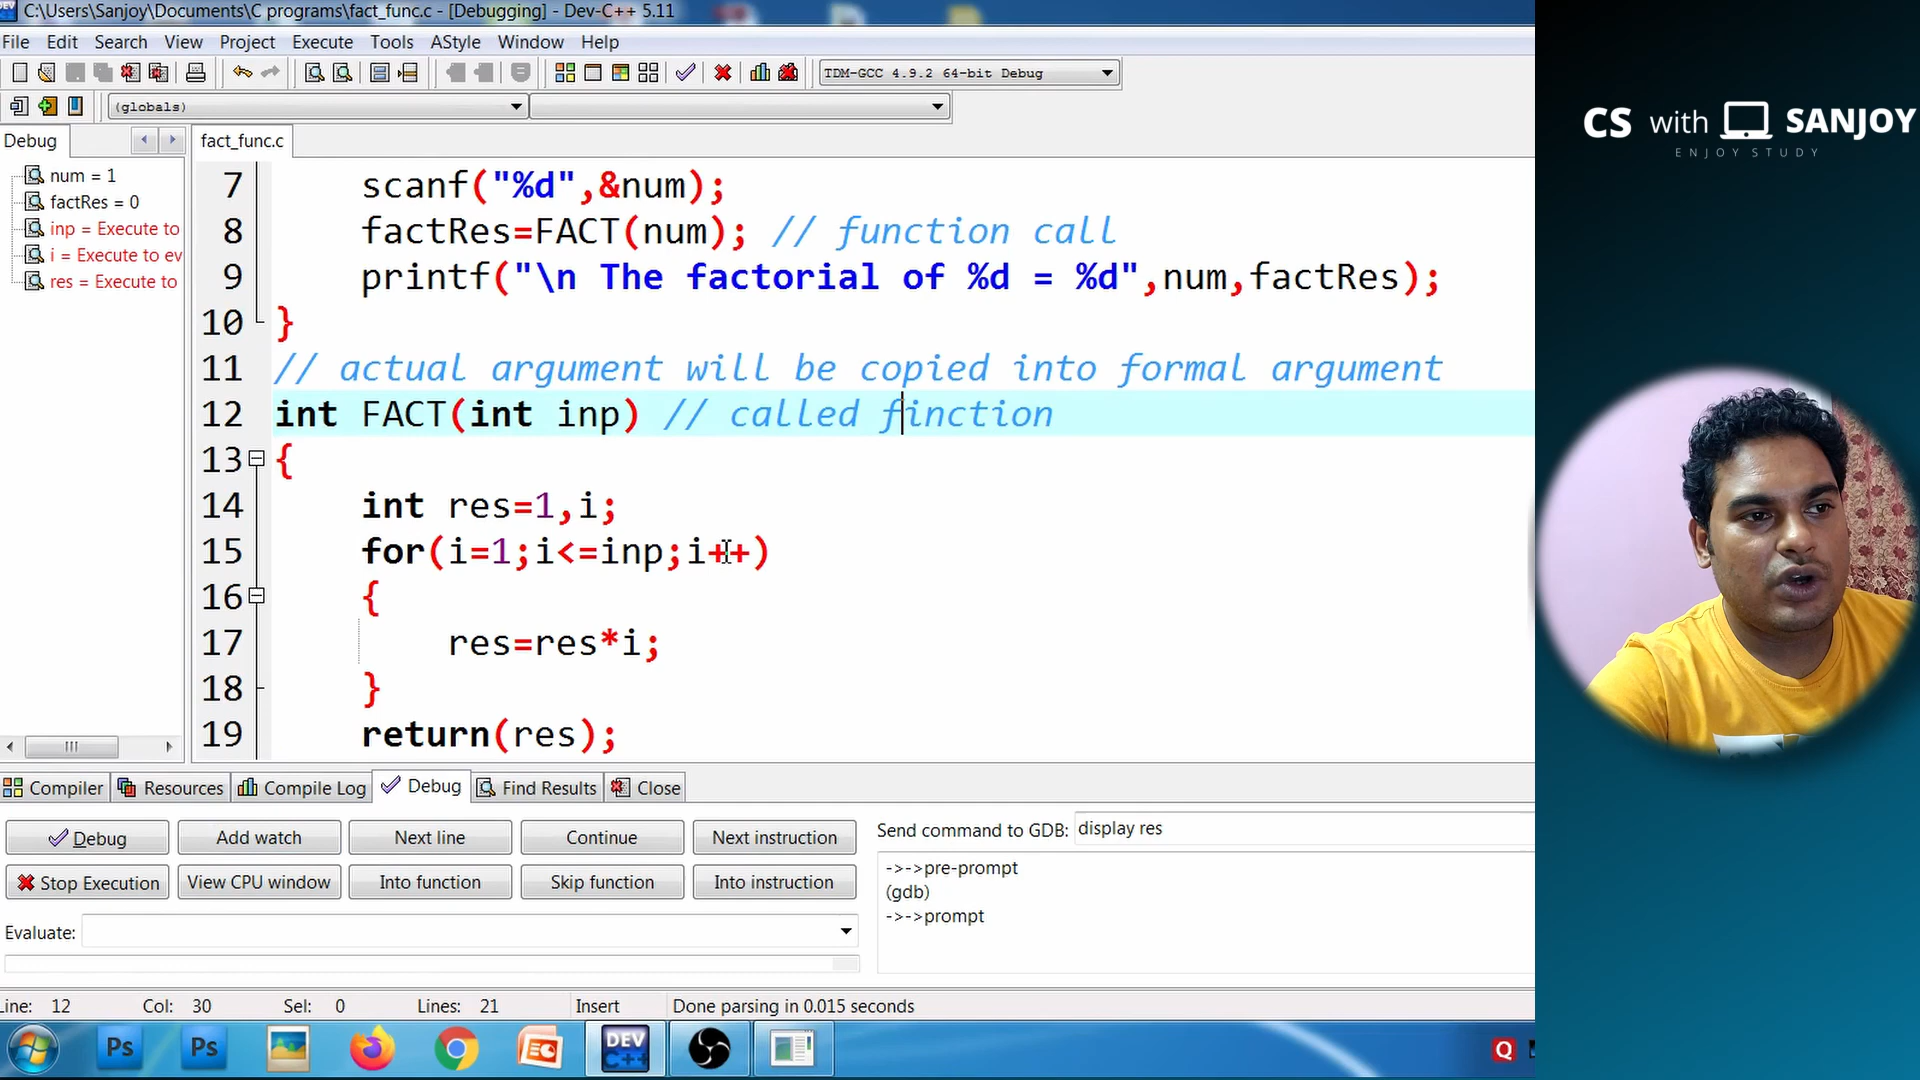 C:\Users\Sanjoy\Documents\C programs\fact_func.c - [Debugging] - Dev-C++ 5.11
File Edit Search View Project Execute Tools AStyle Window Help
TDM-GCC 4.9.2 64-bit Debug
(globals)
Debug
fact_func.c
num = 1
factRes = 0
inp = Execute to
i = Execute to ev
res = Execute to
7 scanf("%d",&num);
8 factRes=FACT(num); // function call
9 printf("\n The factorial of %d = %d",num,factRes);
10 }
11 // actual argument will be copied into formal argument
12 int FACT(int inp) // called finction
13 {
14 int res=1,i;
15 for(i=1;i<=inp;i++)
16 {
17 res=res*i;
18 }
19 return(res);
Compiler Resources Compile Log Debug Find Results Close
Debug Add watch Next line Continue Next instruction
Stop Execution View CPU window Into function Skip function Into instruction
Evaluate:
Send command to GDB: display res
->->pre-prompt
(gdb)
->->prompt
Line: 12 Col: 30 Sel: 0 Lines: 21 Insert Done parsing in 0.015 seconds
Ps Ps DEV C++ Q
CS with SANJOY
ENJOY STUDY